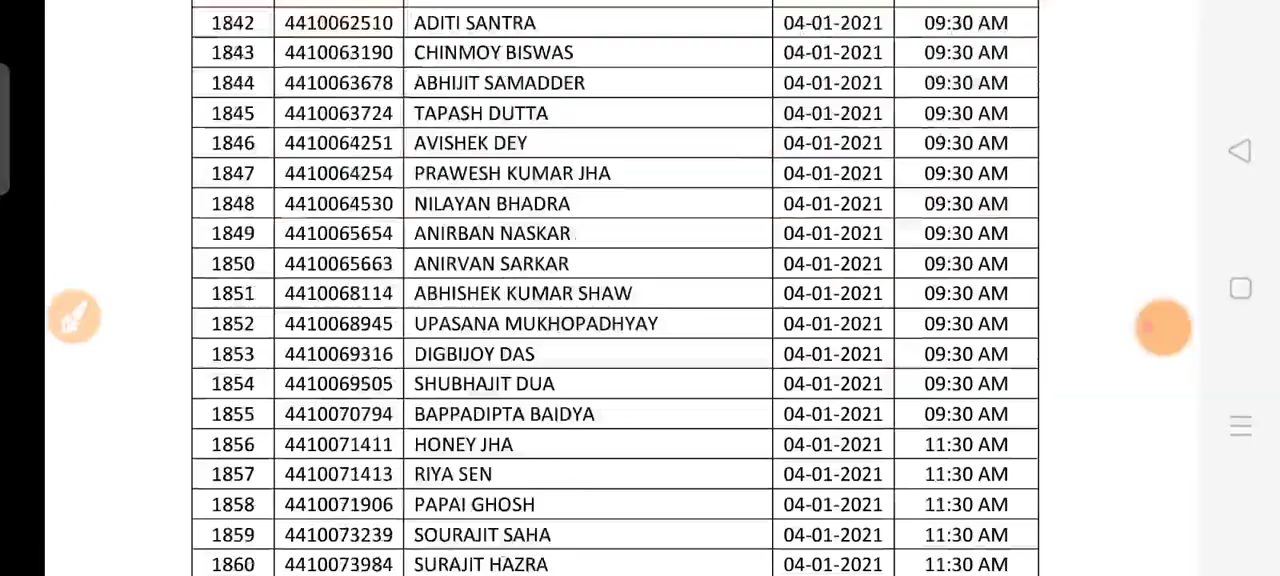 1842 4410062510 ADITI SANTRA 04-01-2021 09:30 AM
1843 4410063190 CHINMOY BISWAS 04-01-2021 09:30 AM
1844 4410063678 ABHIJIT SAMADDER 04-01-2021 09:30 AM
1845 4410063724 TAPASH DUTTA 04-01-2021 09:30 AM
1846 4410064251 AVISHEK DEY 04-01-2021 09:30 AM
1847 4410064254 PRAWESH KUMAR JHA 04-01-2021 09:30 AM
1848 4410064530 NILAYAN BHADRA 04-01-2021 09:30 AM
1849 4410065654 ANIRBAN NASKAR 04-01-2021 09:30 AM
1850 4410065663 ANIRVAN SARKAR 04-01-2021 09:30 AM
1851 4410068114 ABHISHEK KUMAR SHAW 04-01-2021 09:30 AM
1852 4410068945 UPASANA MUKHOPADHYAY 04-01-2021 09:30 AM
1853 4410069316 DIGBIJOY DAS 04-01-2021 09:30 AM
1854 4410069505 SHUBHAJIT DUA 04-01-2021 09:30 AM
1855 4410070794 BAPPADIPTA BAIDYA 04-01-2021 09:30 AM
1856 4410071411 HONEY JHA 04-01-2021 11:30 AM
1857 4410071413 RIYA SEN 04-01-2021 11:30 AM
1858 4410071906 PAPAI GHOSH 04-01-2021 11:30 AM
1859 4410073239 SOURAJIT SAHA 04-01-2021 11:30 AM
1860 4410073984 SURAJIT HAZRA 04-01-2021 11:30 AM